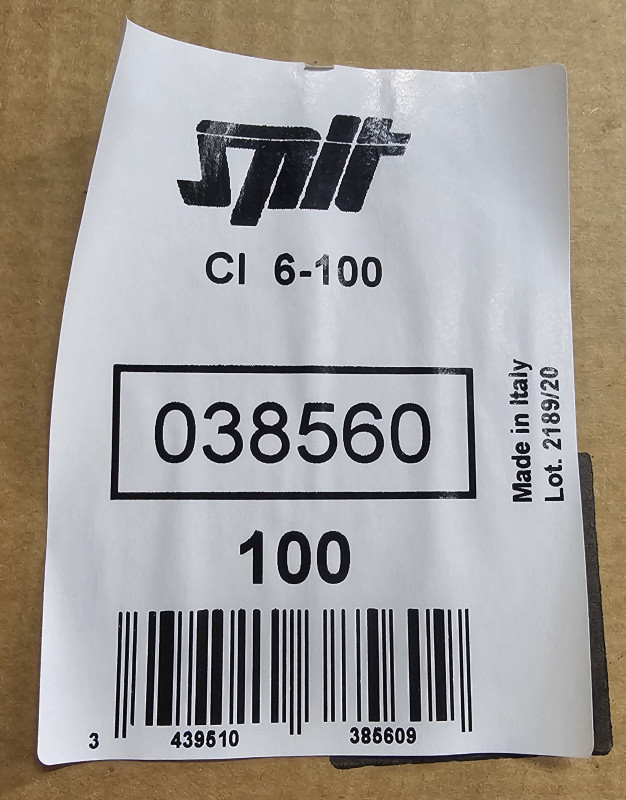 spit
CI 6-100
038560
Made in Italy
Lot. 2189/20
100
3 439510 385609